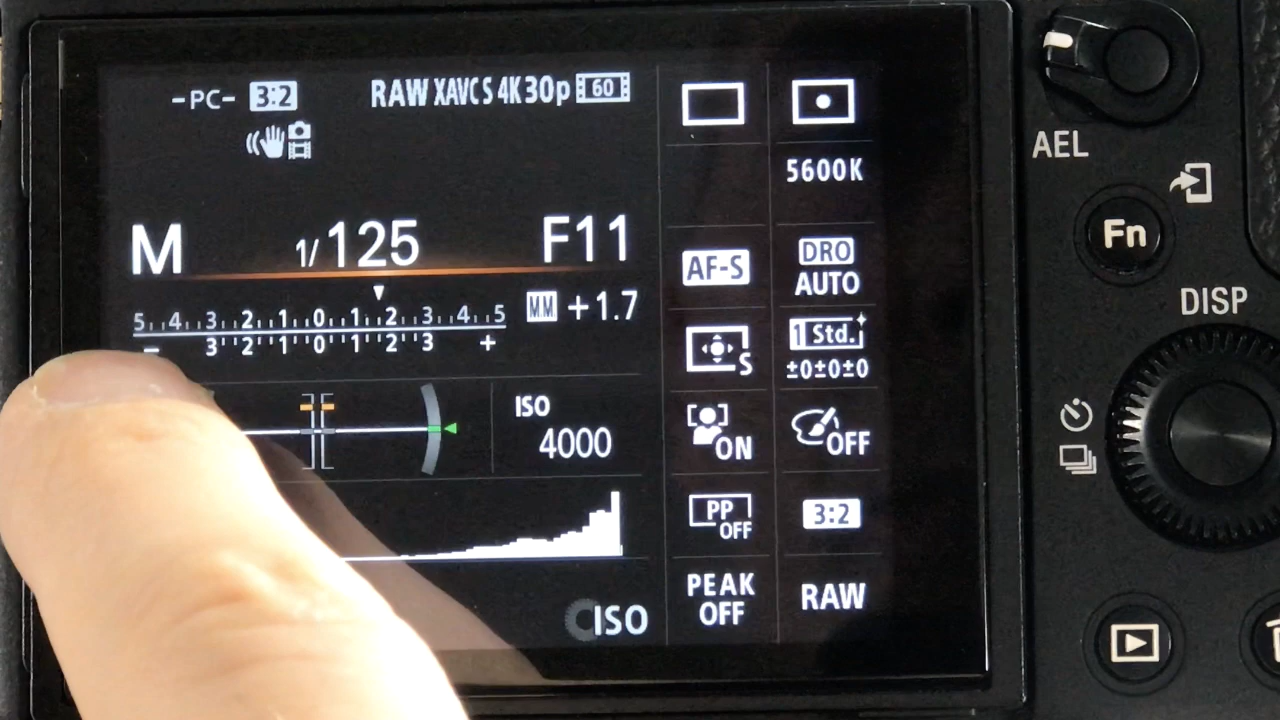 -PC- 3:2 RAW XAVC S 4K 30p 60
M 1/125 F11
5 4 3 2 1 0 1 2 3 4 5 MM +1.7
− 3 2 1 0 1 2 3 +
ISO
4000
ISO
5600K
AF-S
DRO
AUTO
S
1 Std.
±0±0±0
ON
OFF
PP
OFF
3:2
PEAK
OFF
RAW
AEL
Fn
DISP